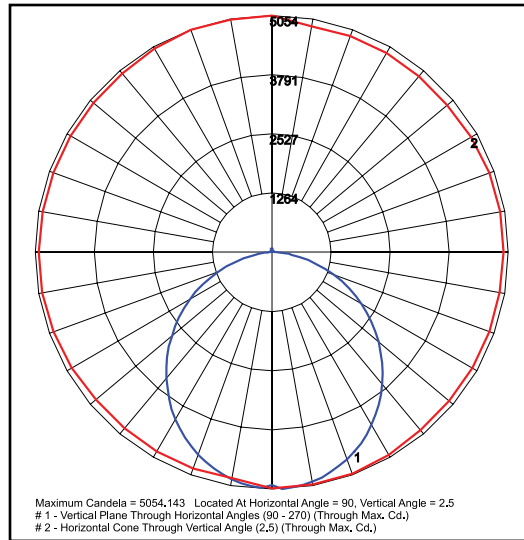 5054
3791
2527
1264
2
1
Maximum Candela = 5054.143 Located At Horizontal Angle = 90, Vertical Angle = 2.5
# 1 - Vertical Plane Through Horizontal Angles (90 - 270) (Through Max. Cd.)
# 2 - Horizontal Cone Through Vertical Angle (2.5) (Through Max. Cd.)